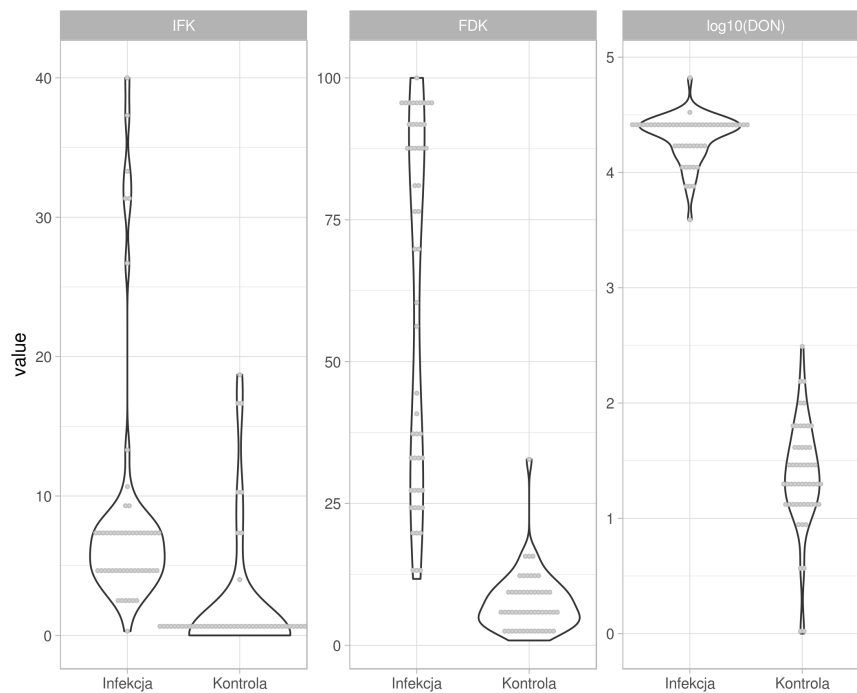 IFK
FDK
log10(DON)
value
40
30
20
10
0
100
75
50
25
0
5
4
3
2
1
0
Infekcja
Kontrola
Infekcja
Kontrola
Infekcja
Kontrola